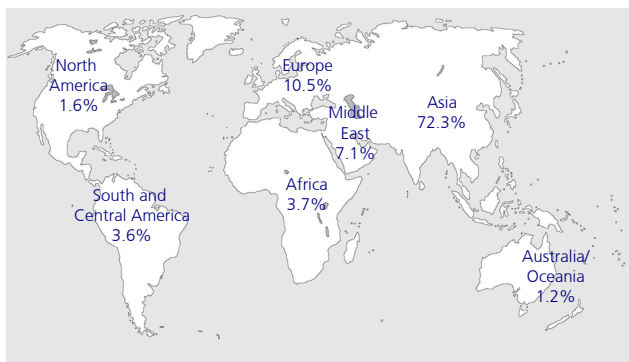 North
America
1.6%
Europe
10.5%
Middle
East
7.1%
Asia
72.3%
South and
Central America
3.6%
Africa
3.7%
Australia/
Oceania
1.2%